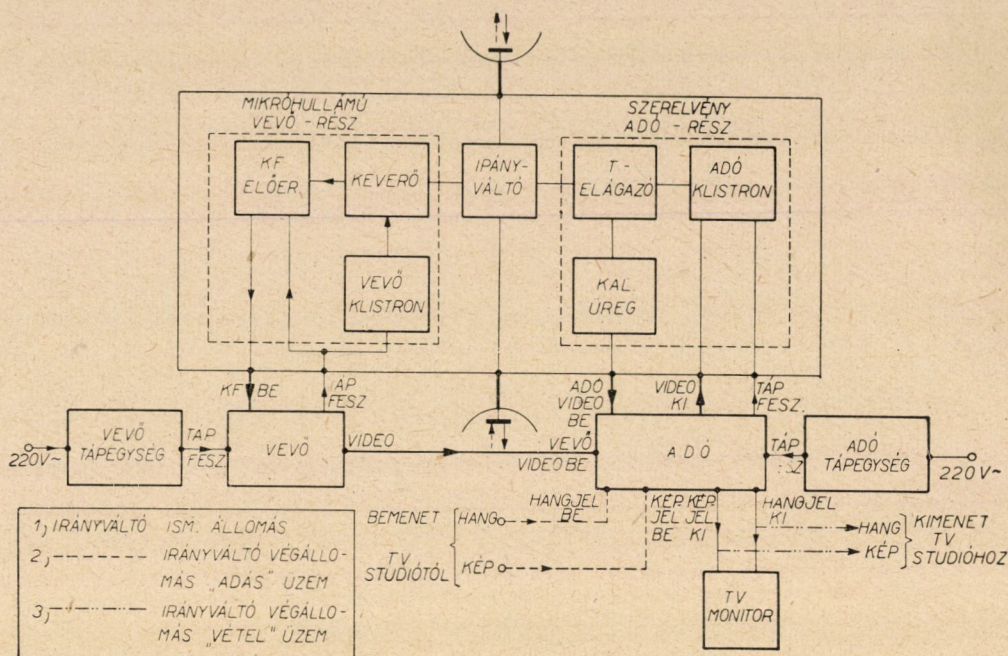 MIKRÓHULLÁMÚ
VEVŐ - RÉSZ
SZERELVÉNY
ADÓ - RÉSZ
KF
ELŐER
KEVERŐ
IPÁNY-
VÁLTÓ
T-
ELÁGAZÓ
ADÓ
KLISTRON
VEVŐ
KLISTRON
KAL.
ÜREG
KF BE
TÁP
FESZ
ADÓ
VIDEO
BE
VIDEO
KI
TÁP
FESZ.
220V~
VEVŐ
TÁPEGYSÉG
TÁP
FESZ.
VEVŐ
VIDEO
VEVŐ
VIDEO BE
ADÓ
TÁP
ADÓ
TÁPEGYSÉG
220 V~
1, IRÁNYVÁLTÓ ISM. ÁLLOMÁS
2, IRÁNYVÁLTÓ VÉGÁLLO-
MÁS „ADÁS" ÜZEM
3, IRÁNYVÁLTÓ VÉGÁLLO-
MÁS „VÉTEL" ÜZEM
BEMENET
TV
STUDIÓTÓL
HANG
KÉP
HANGJEL
BE
KÉP-
JEL
BE
KÉP-
JEL
KI
HANGJEL
KI
HANG
KÉP
KIMENET
TV
STUDIÓHOZ
TV
MONITOR